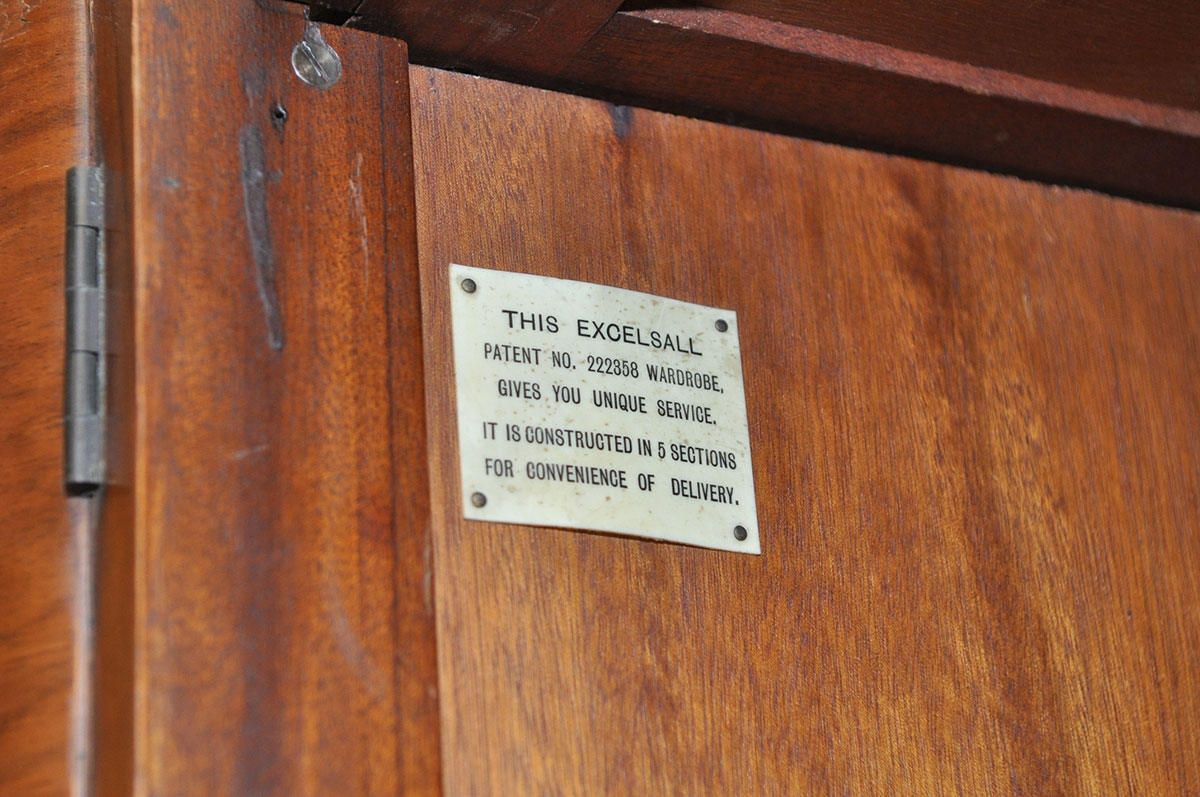 THIS EXCELSALL
PATENT NO. 222358 WARDROBE,
GIVES YOU UNIQUE SERVICE.
IT IS CONSTRUCTED IN 5 SECTIONS
FOR CONVENIENCE OF DELIVERY.